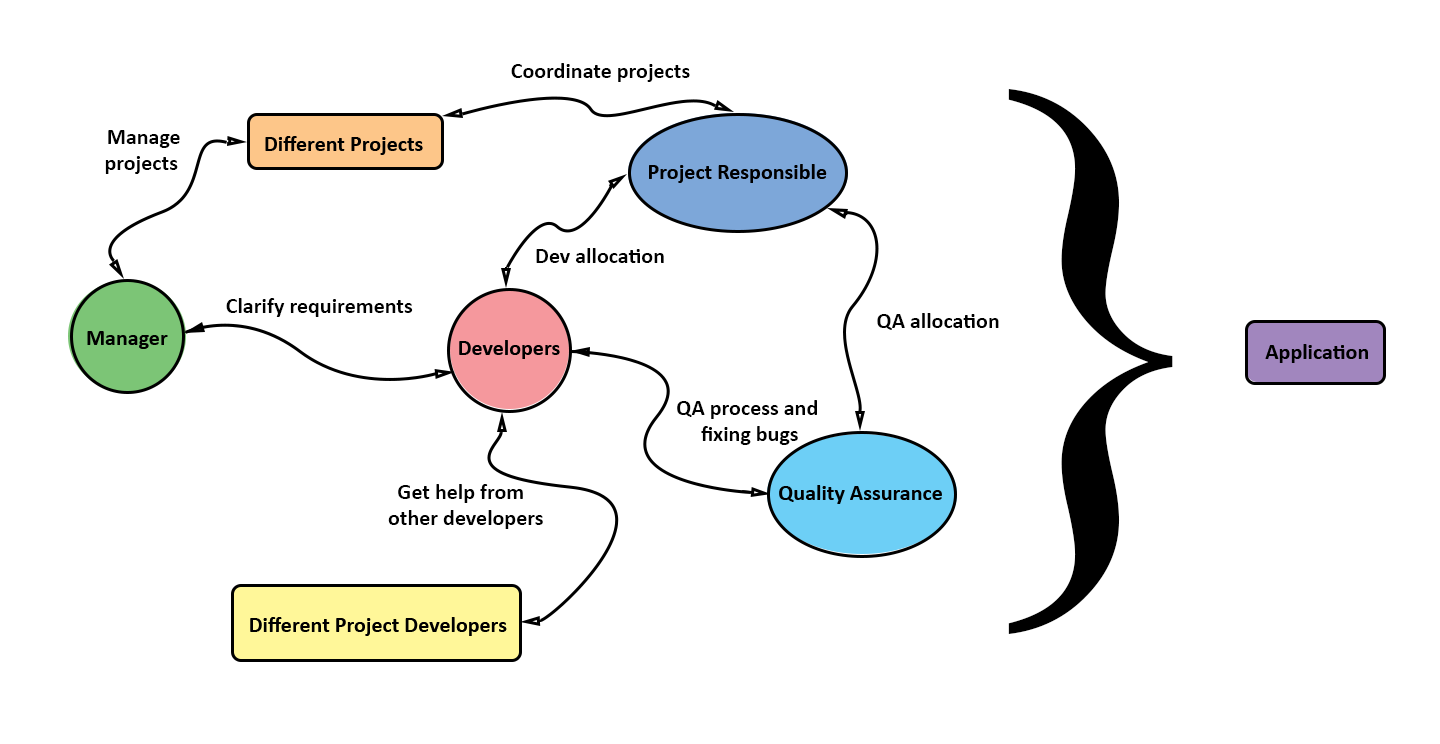 Coordinate projects
Manage
projects
Different Projects
Project Responsible
Dev allocation
Clarify requirements
Manager
Developers
QA allocation
Application
QA process and
fixing bugs
Quality Assurance
Get help from
other developers
Different Project Developers